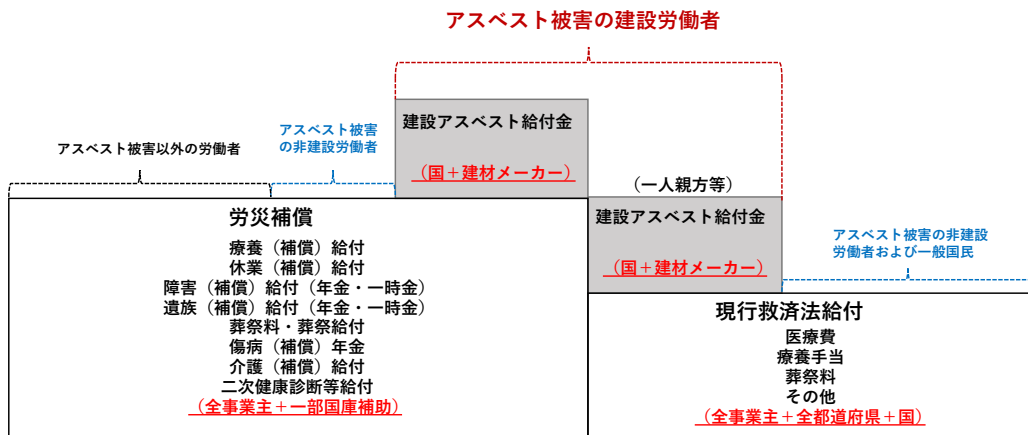 アスベスト被害の建設労働者
アスベスト被害以外の労働者
アスベスト被害
の非建設労働者
建設アスベスト給付金
（国＋建材メーカー）
（一人親方等）
建設アスベスト給付金
（国＋建材メーカー）
アスベスト被害の非建設
労働者および一般国民
労災補償
療養（補償）給付
休業（補償）給付
障害（補償）給付（年金・一時金）
遺族（補償）給付（年金・一時金）
葬祭料・葬祭給付
傷病（補償）年金
介護（補償）給付
二次健康診断等給付
（全事業主＋一部国庫補助）
現行救済法給付
医療費
療養手当
葬祭料
その他
（全事業主＋全都道府県＋国）